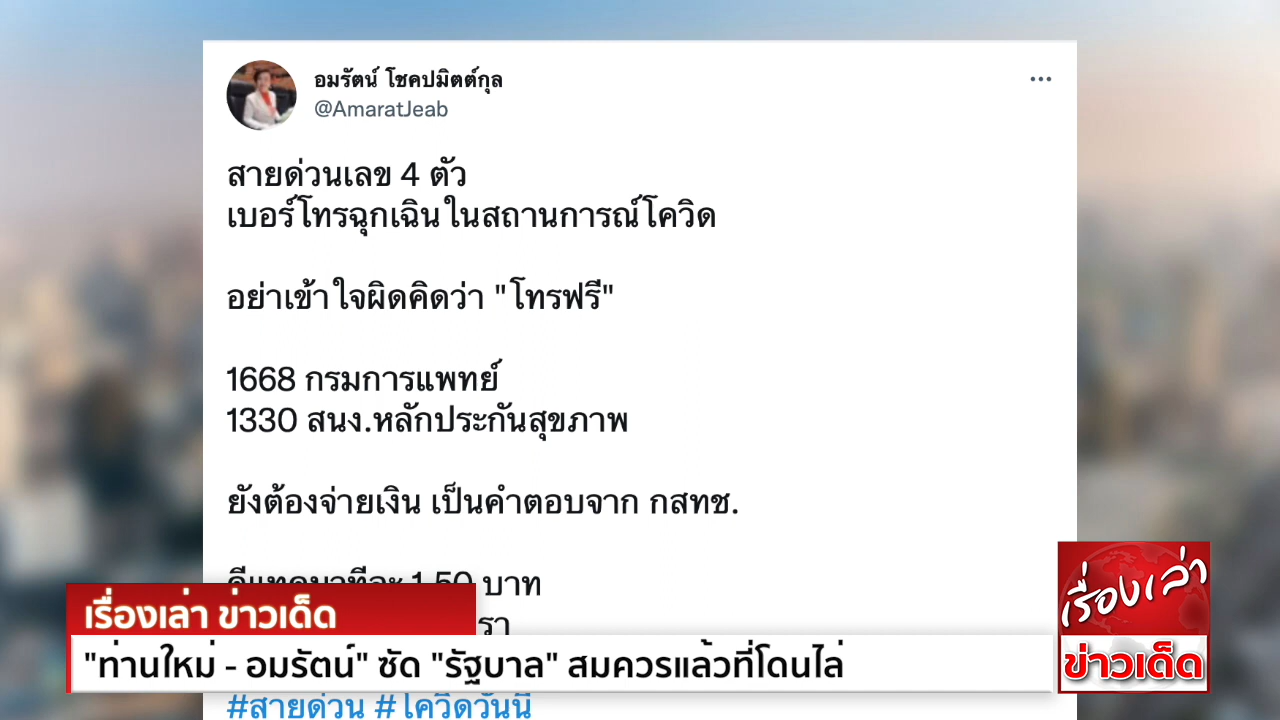 อมรัตน์ โชคปมิตต์กุล
@AmaratJeab
สายด่วนเลข 4 ตัว
เบอร์โทรฉุกเฉินในสถานการณ์โควิด
อย่าเข้าใจผิดคิดว่า "โทรฟรี"
1668 กรมการแพทย์
1330 สนง.หลักประกันสุขภาพ
ยังต้องจ่ายเงิน เป็นคำตอบจาก กสทช.
1.50 บาท
รา
เรื่องเล่า ข่าวเด็ด
"ท่านใหม่ - อมรัตน์" ซัด "รัฐบาล" สมควรแล้วที่โดนไล่
#สายด่วน #โควิดวันนี้
เรื่องเล่า
ข่าวเด็ด